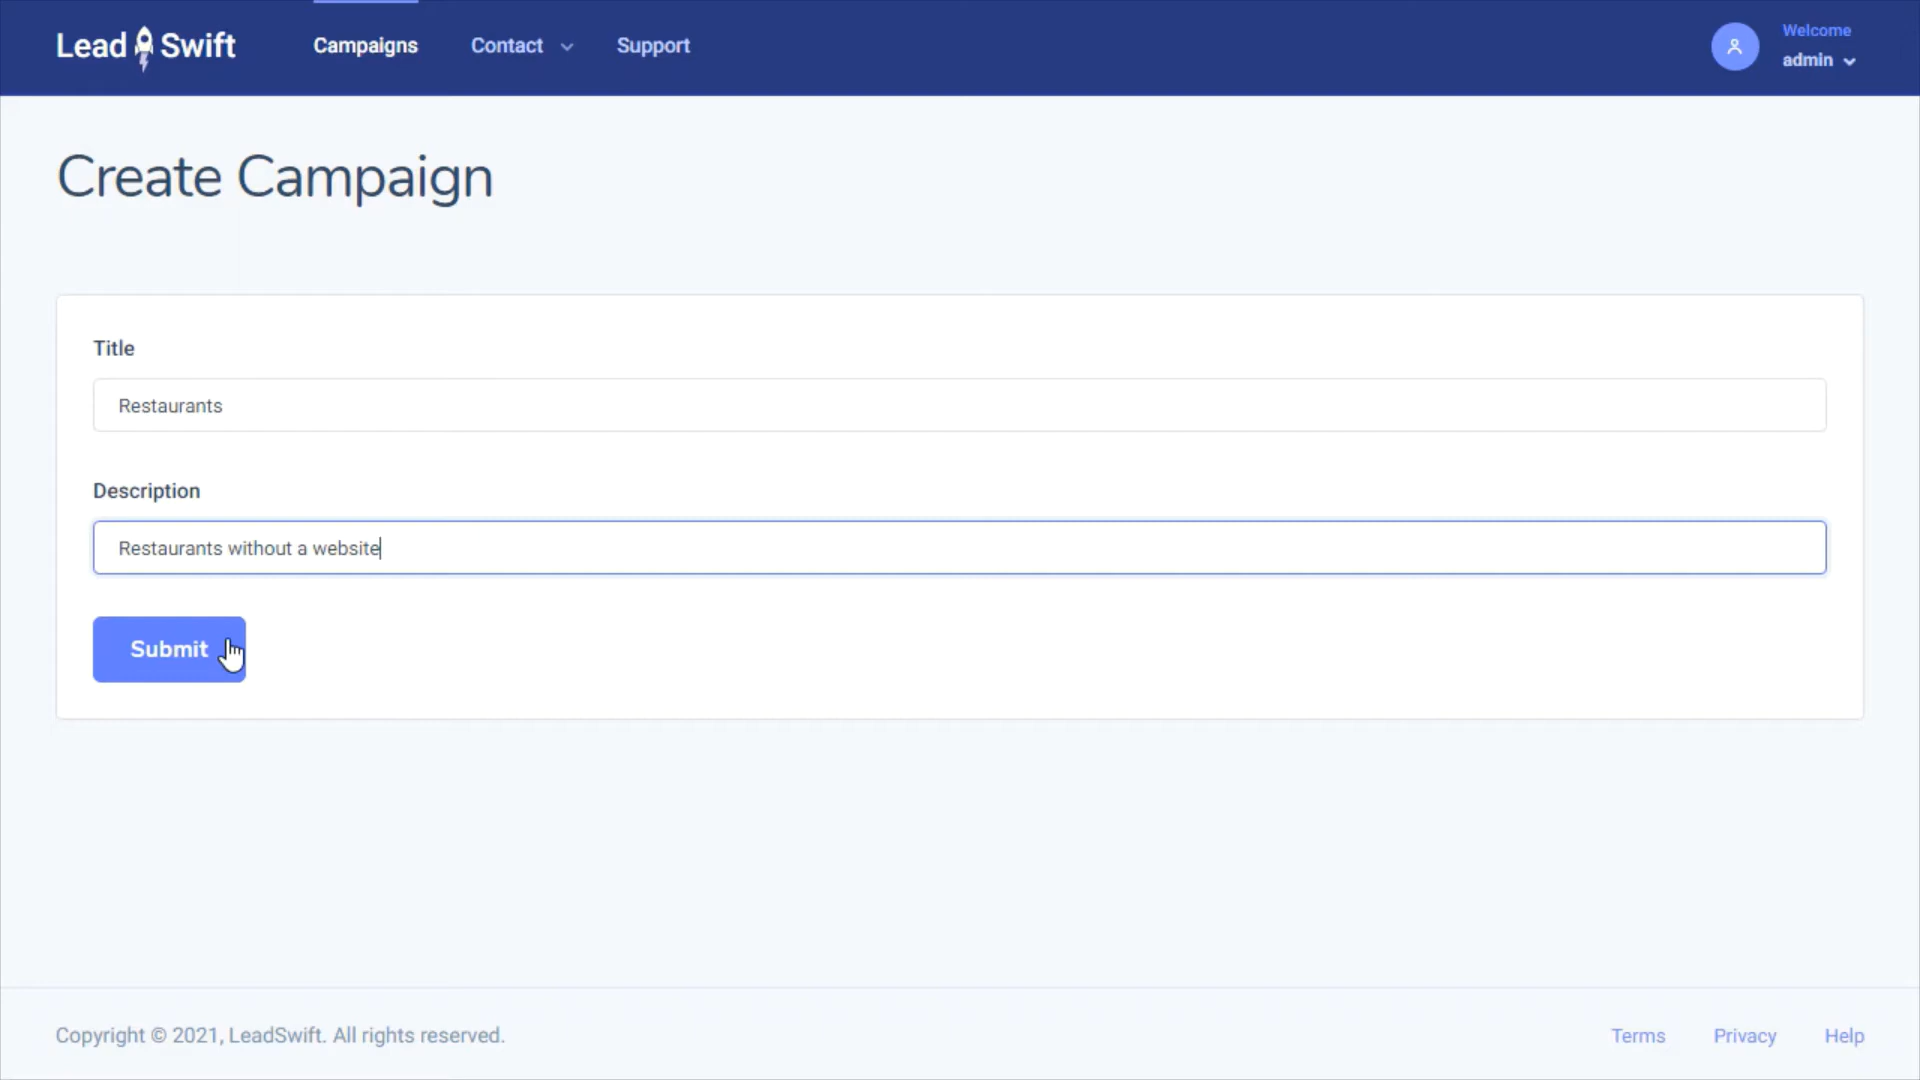 Lead Swift
Campaigns
Contact
Support
Welcome
admin
Create Campaign
Title
Restaurants
Description
Restaurants without a website
Submit
Copyright © 2021, LeadSwift. All rights reserved.
Terms
Privacy
Help